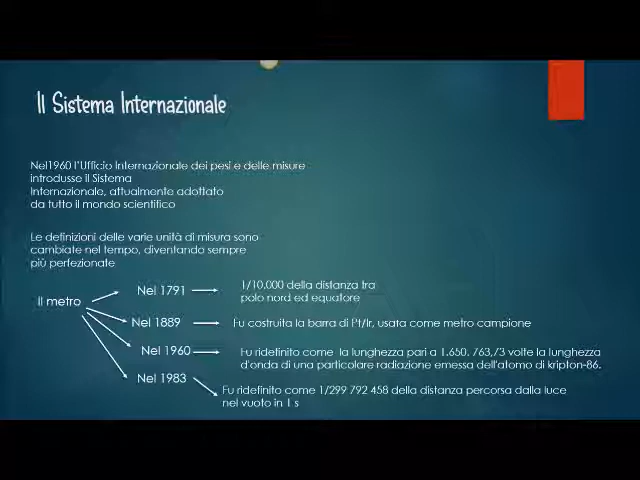 Il Sistema Internazionale
Nel1960 l'Ufficio Internazionale dei pesi e delle misure
introdusse il Sistema
Internazionale, attualmente adottato
da tutto il mondo scientifico
Le definizioni delle varie unità di misura sono
cambiate nel tempo, diventando sempre
più perfezionate
Il metro
Nel 1791
1/10,000 della distanza tra
polo nord ed equatore
Nel 1889
Fu costruita la barra di Pt/Ir, usata come metro campione
Nel 1960
Fu ridefinito come la lunghezza pari a 1.650. 763,73 volte la lunghezza
d'onda di una particolare radiazione emessa dell'atomo di kripton-86.
Nel 1983
Fu ridefinito come 1/299 792 458 della distanza percorsa dalla luce
nel vuoto in 1 s